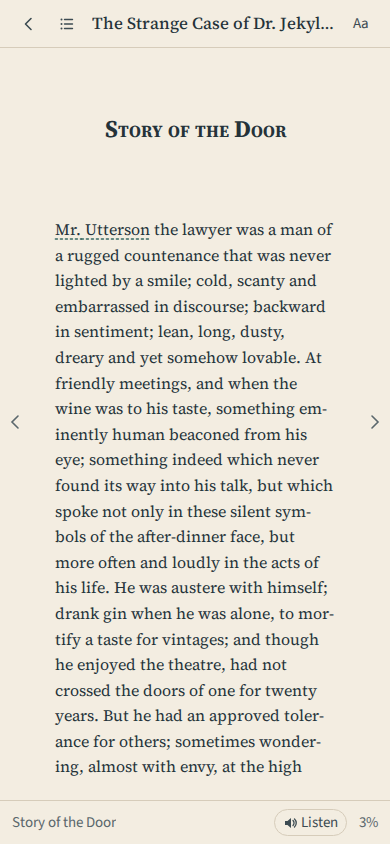 The Strange Case of Dr. Jekyl...
Aa
Story of the Door
Mr. Utterson the lawyer was a man of
a rugged countenance that was never
lighted by a smile; cold, scanty and
embarrassed in discourse; backward
in sentiment; lean, long, dusty,
dreary and yet somehow lovable. At
friendly meetings, and when the
wine was to his taste, something em-
inently human beaconed from his
eye; something indeed which never
found its way into his talk, but which
spoke not only in these silent sym-
bols of the after-dinner face, but
more often and loudly in the acts of
his life. He was austere with himself;
drank gin when he was alone, to mor-
tify a taste for vintages; and though
he enjoyed the theatre, had not
crossed the doors of one for twenty
years. But he had an approved toler-
ance for others; sometimes wonder-
ing, almost with envy, at the high
Story of the Door
Listen
3%